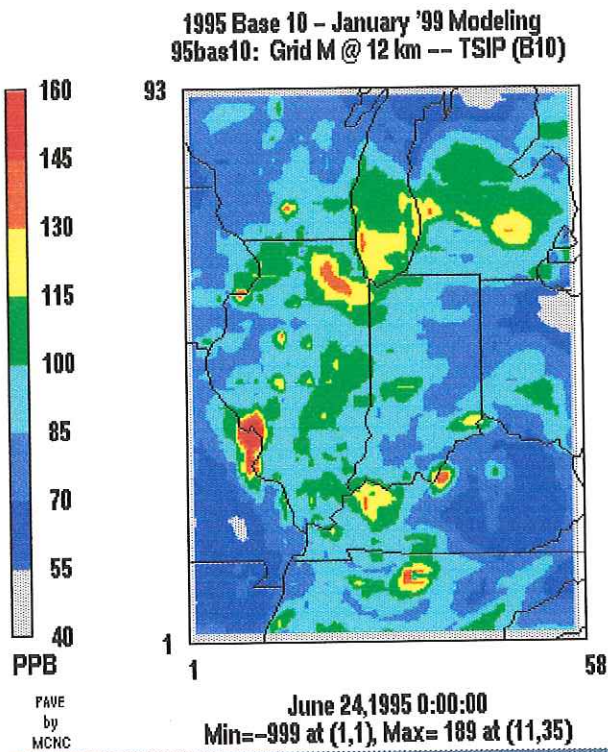 1995 Base 10 – January '99 Modeling
95bas10: Grid M @ 12 km –– TSIP (B10)
160
145
130
115
100
85
70
55
40
PPB
93
1
1
58
PAVE
by
MCNC
June 24,1995 0:00:00
Min=-999 at (1,1), Max= 189 at (11,35)